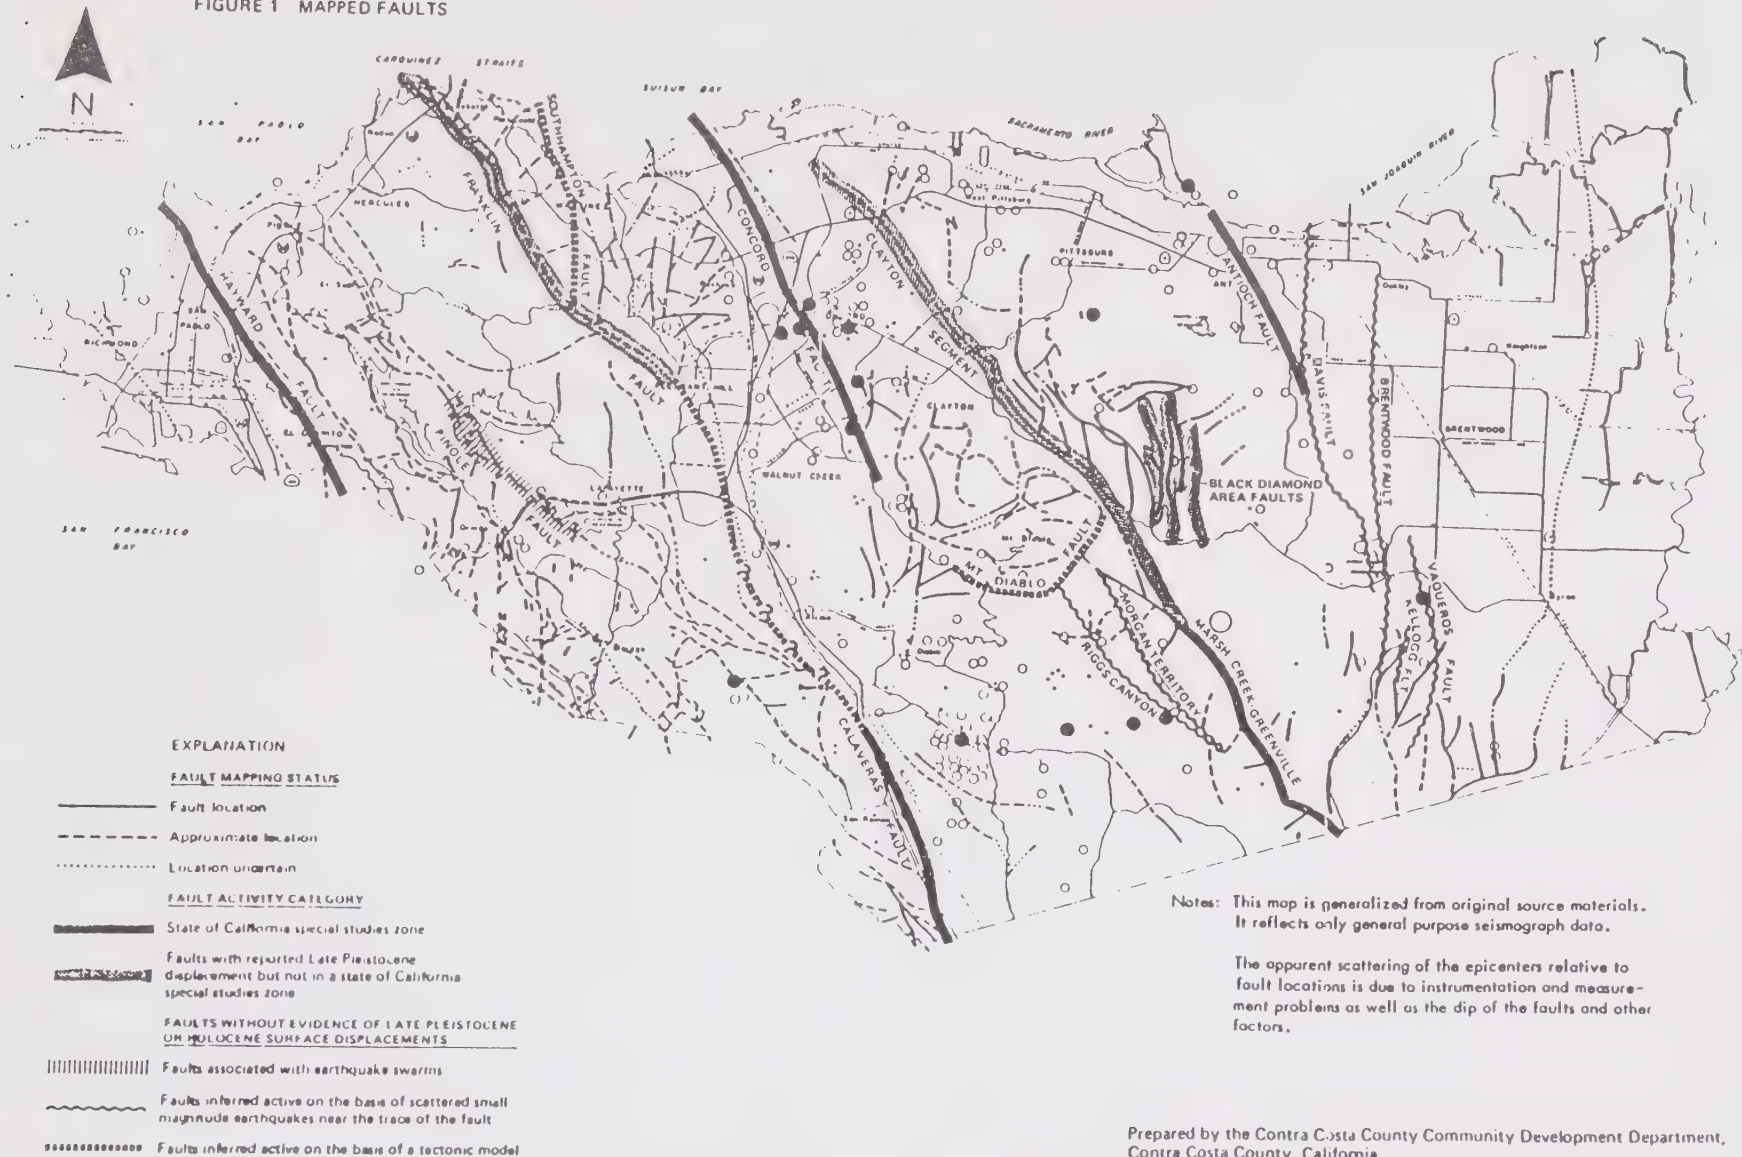 FIGURE 1 MAPPED FAULTS
N
CARQUINEZ STRAITS
SAN PABLO
BAY
SUISUN BAY
SACRAMENTO RIVER
SAN JOAQUIN RIVER
SOUTHHAMPTON
FAULT
FRANKLIN
FAULT
HERCULES
HAYWARD
FAULT
SAN
PABLO
RICHMOND
PINOLE
FAULT
LAFAYETTE
CONCORD
CLAYTON
SEGMENT
West Pittsburg
PITTSBURG
ANT
ANTIOCH FAULT
DAVIS FAULT
BRENTWOOD FAULT
BRENTWOOD
CLAYTON
WALNUT CREEK
BLACK DIAMOND
AREA FAULTS
MT DIABLO
FAULT
MORGAN TERRITORY
RIGGS CANYON
MARSH CREEK-GREENVILLE
VAQUEROS
FAULT
KELLOGG FLT
CALAVERAS
FAULT
SAN FRANCISCO
BAY
EXPLANATION
FAULT MAPPING STATUS
Fault location
Approximate location
Location uncertain
FAULT ACTIVITY CATEGORY
State of California special studies zone
Faults with reported Late Pleistocene
displacement but not in a state of California
special studies zone
FAULTS WITHOUT EVIDENCE OF LATE PLEISTOCENE
OR HOLOCENE SURFACE DISPLACEMENTS
Faults associated with earthquake swarms
Faults inferred active on the basis of scattered small
magnitude earthquakes near the trace of the fault
Faults inferred active on the basis of a tectonic model
Notes: This map is generalized from original source materials.
It reflects only general purpose seismograph data.
The apparent scattering of the epicenters relative to
fault locations is due to instrumentation and measure-
ment problems as well as the dip of the faults and other
factors.
Prepared by the Contra Costa County Community Development Department,
Contra Costa County, California